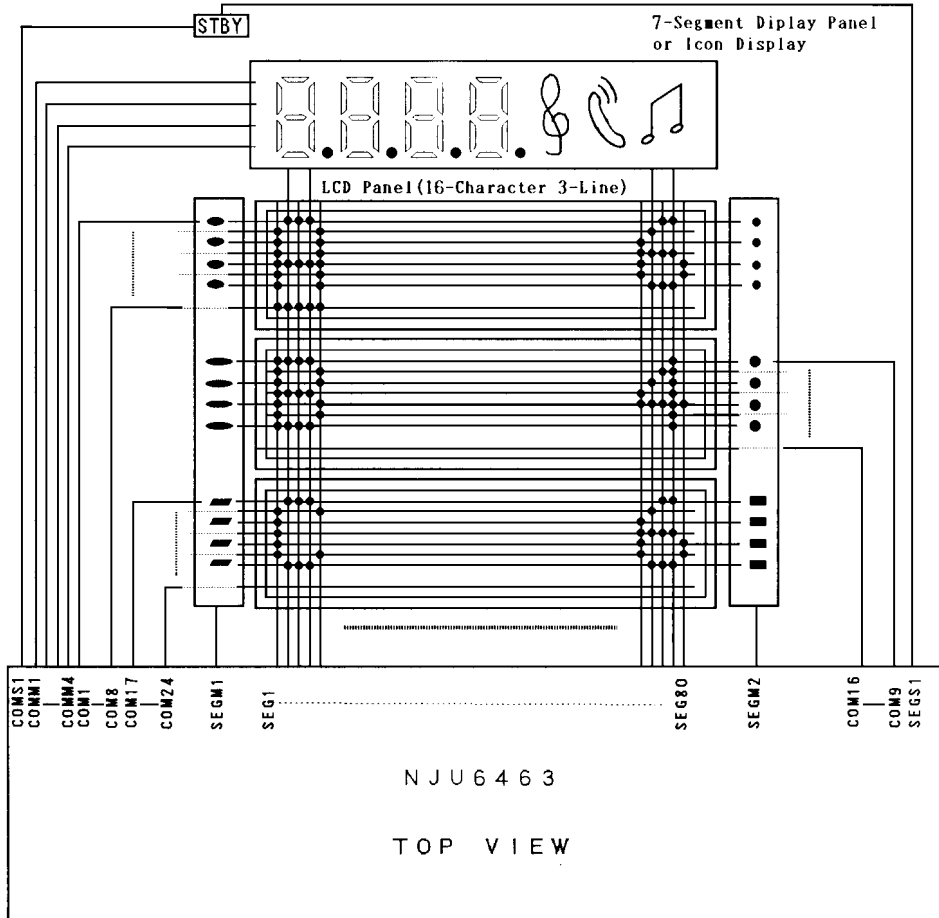 STBY
7-Segment Diplay Panel
or Icon Display
LCD Panel(16-Character 3-Line)
COMS1
COMM1
COMM4
COM1
COM8
COM17
COM24
SEGM1
SEG1
SEG80
SEGM2
COM16
COM9
SEGS1
NJU6463
TOP VIEW